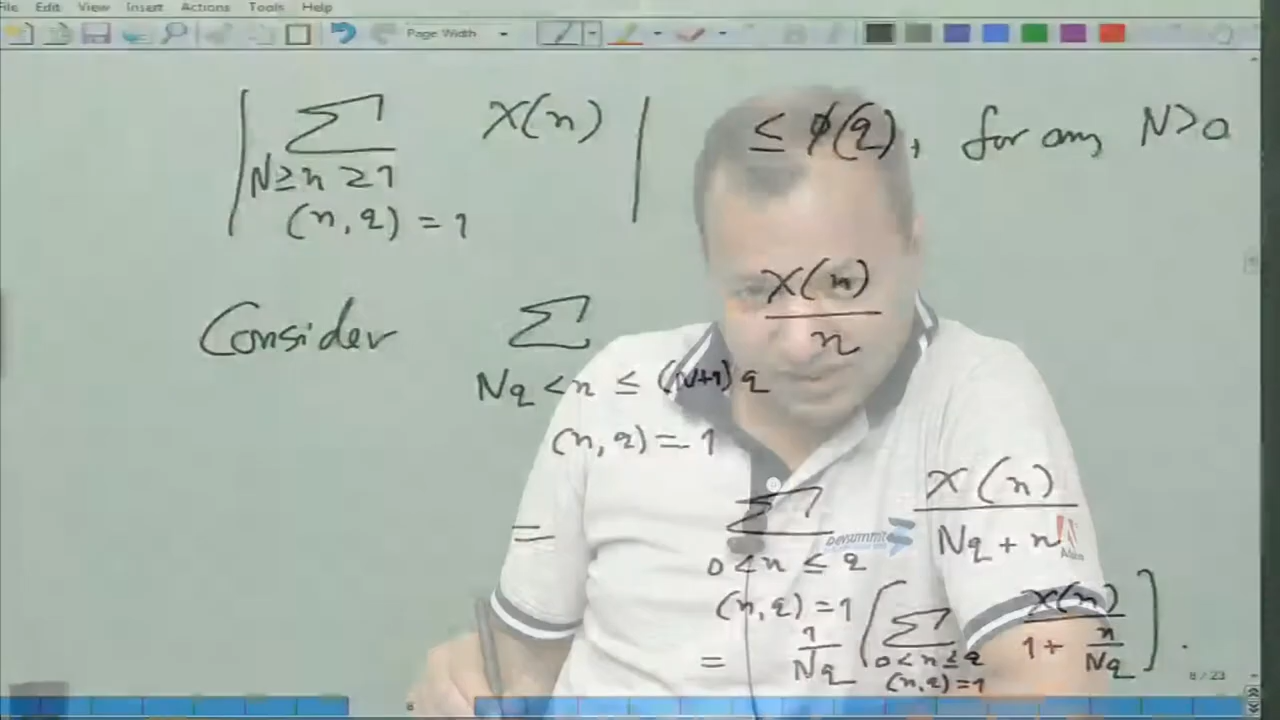 File Edit View Insert Actions Tools Help
Page Width
| ∑ χ(n) | ≤ φ(q), for any N>0
N≥n≥1
(n,q)=1
Consider ∑ χ(n)/n
Nq<n≤(N+1)q
(n,q)=1
= ∑ χ(n)/(Nq+n)
0<n≤q
(n,q)=1
= 1/(Nq) ( ∑ χ(n)/(1+n/(Nq)) ).
0<n≤q
(n,q)=1
8 / 23
8